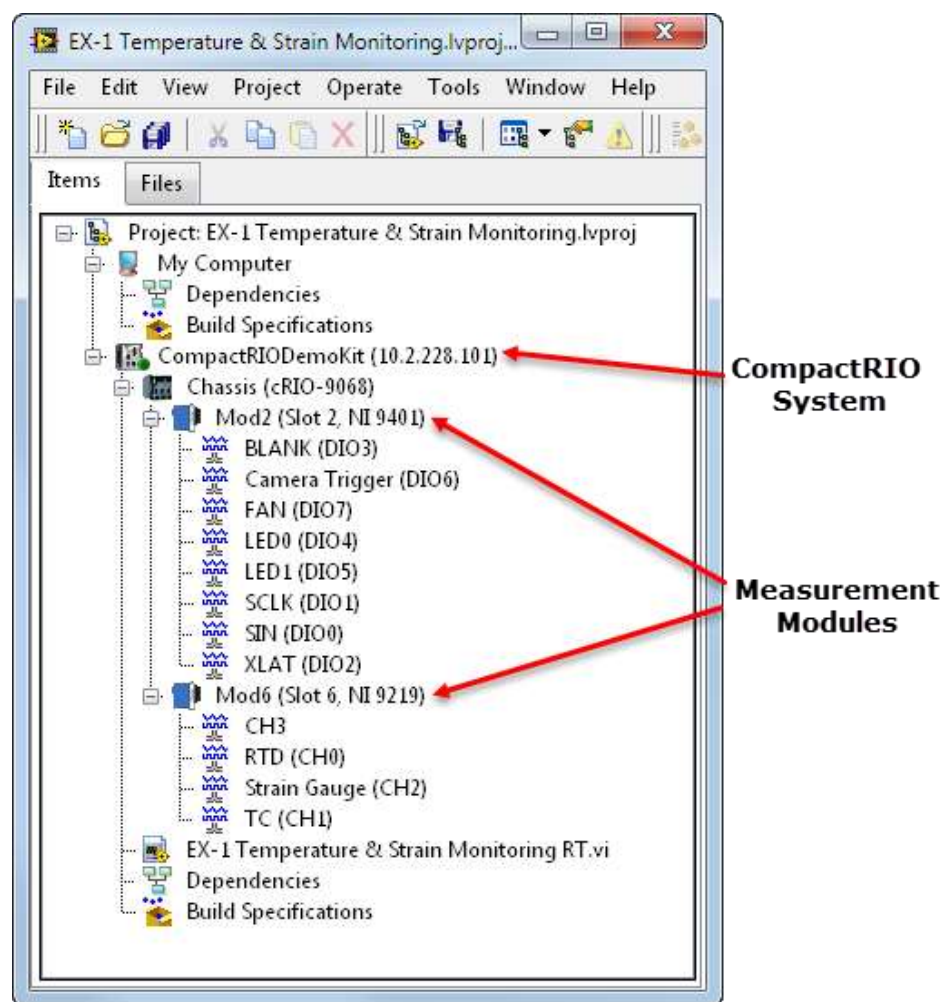 EX-1 Temperature & Strain Monitoring.lvproj...
File Edit View Project Operate Tools Window Help
Items Files
Project: EX-1 Temperature & Strain Monitoring.lvproj
My Computer
Dependencies
Build Specifications
CompactRIODemoKit (10.2.228.101)
Chassis (cRIO-9068)
Mod2 (Slot 2, NI 9401)
BLANK (DIO3)
Camera Trigger (DIO6)
FAN (DIO7)
LED0 (DIO4)
LED1 (DIO5)
SCLK (DIO1)
SIN (DIO0)
XLAT (DIO2)
Mod6 (Slot 6, NI 9219)
CH3
RTD (CH0)
Strain Gauge (CH2)
TC (CH1)
EX-1 Temperature & Strain Monitoring RT.vi
Dependencies
Build Specifications
CompactRIO
System
Measurement
Modules